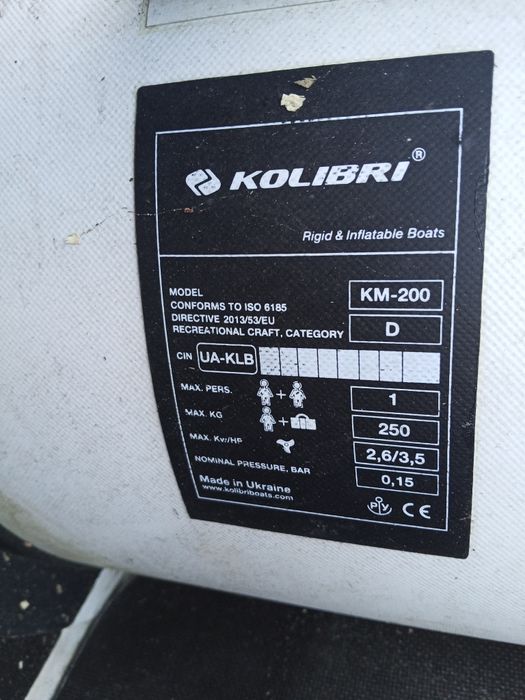 KOLIBRI®
Rigid & Inflatable Boats
MODEL KM-200
CONFORMS TO ISO 6185
DIRECTIVE 2013/53/EU
RECREATIONAL CRAFT, CATEGORY D
CIN UA-KLB
MAX. PERS. + 1
MAX. KG + 250
MAX. Kw/HP 2,6/3,5
NOMINAL PRESSURE, BAR 0,15
Made in Ukraine
www.kolibriboats.com
РУ CE